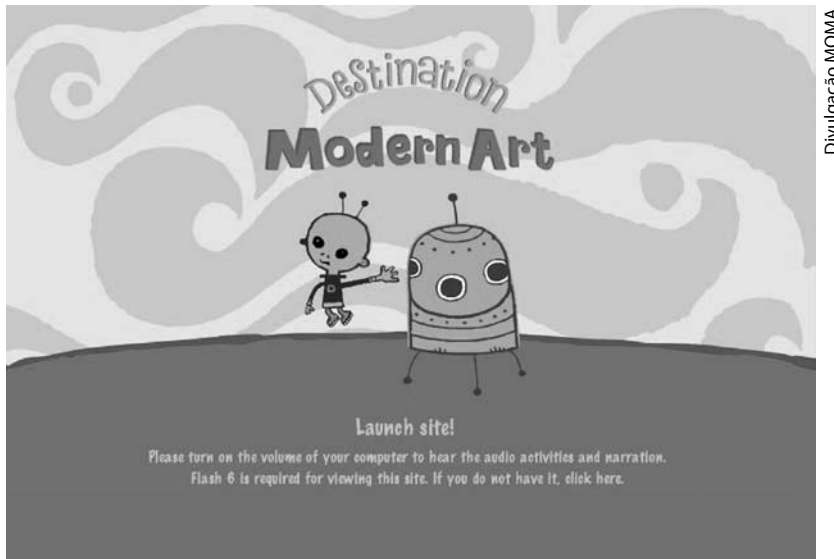 Destination
Modern Art
Launch site!
Please turn on the volume of your computer to hear the audio activities and narration.
Flash 6 is required for viewing this site. If you do not have it, click here.
Divulgação MOMA